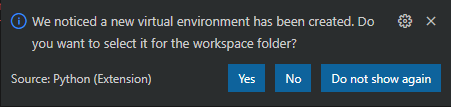 We noticed a new virtual environment has been created. Do
you want to select it for the workspace folder?
Source: Python (Extension) Yes No Do not show again